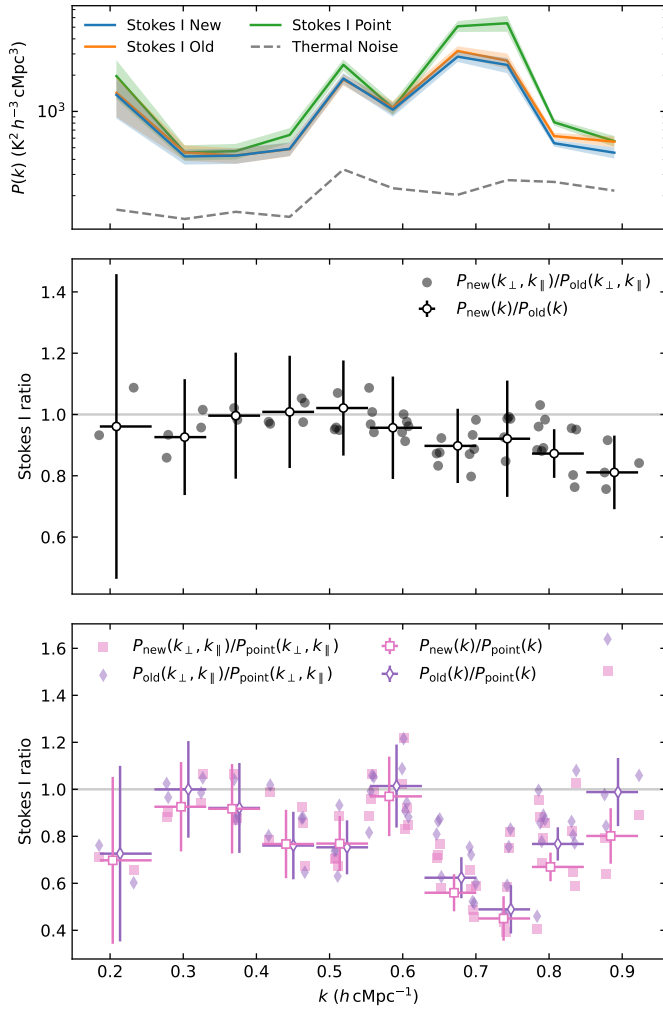 Stokes I New
Stokes I Old
Stokes I Point
Thermal Noise
P(k) (K² h⁻³ cMpc³)
10³
P_new(k_⊥, k_∥)/P_old(k_⊥, k_∥)
P_new(k)/P_old(k)
Stokes I ratio
1.4
1.2
1.0
0.8
0.6
P_new(k_⊥, k_∥)/P_point(k_⊥, k_∥)
P_old(k_⊥, k_∥)/P_point(k_⊥, k_∥)
P_new(k)/P_point(k)
P_old(k)/P_point(k)
Stokes I ratio
1.6
1.4
1.2
1.0
0.8
0.6
0.4
0.2 0.3 0.4 0.5 0.6 0.7 0.8 0.9
k (h cMpc⁻¹)